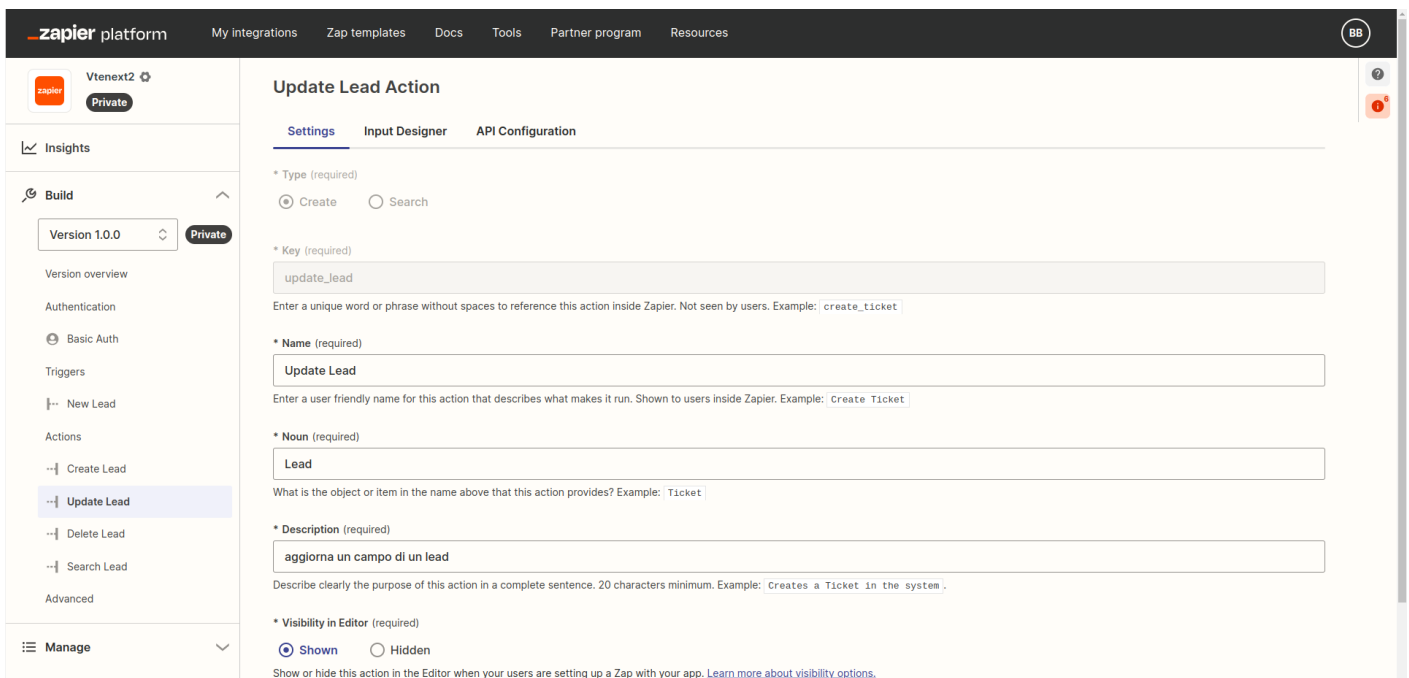 zapier platform My integrations Zap templates Docs Tools Partner program Resources BB
zapier
Vtenext2
Private
Insights
Build
Version 1.0.0 Private
Version overview
Authentication
Basic Auth
Triggers
New Lead
Actions
Create Lead
Update Lead
Delete Lead
Search Lead
Advanced
Manage
Update Lead Action
Settings Input Designer API Configuration
* Type (required)
Create Search
* Key (required)
update_lead
Enter a unique word or phrase without spaces to reference this action inside Zapier. Not seen by users. Example: create_ticket
* Name (required)
Update Lead
Enter a user friendly name for this action that describes what makes it run. Shown to users inside Zapier. Example: Create Ticket
* Noun (required)
Lead
What is the object or item in the name above that this action provides? Example: Ticket
* Description (required)
aggiorna un campo di un lead
Describe clearly the purpose of this action in a complete sentence. 20 characters minimum. Example: Creates a Ticket in the system.
* Visibility in Editor (required)
Shown Hidden
Show or hide this action in the Editor when your users are setting up a Zap with your app. Learn more about visibility options.
?
6